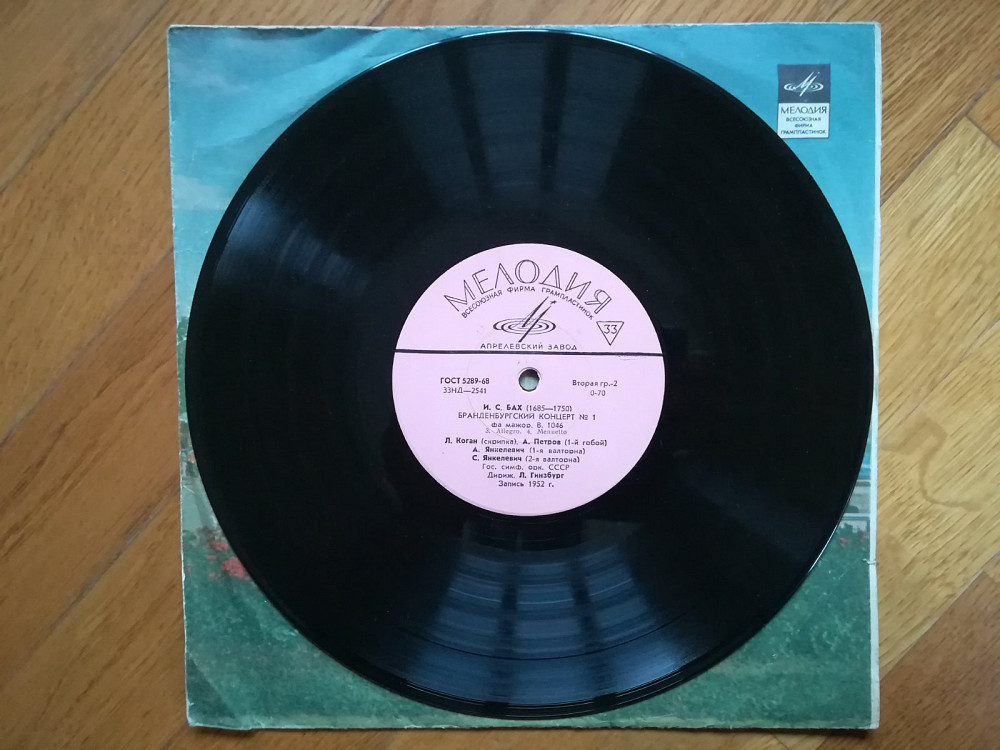 МЕЛОДИЯ
ВСЕСОЮЗНАЯ
ФИРМА
ГРАМПЛАСТИНОК
МЕЛОДИЯ
ВСЕСОЮЗНАЯ ФИРМА ГРАМПЛАСТИНОК
33
АПРЕЛЕВСКИЙ ЗАВОД
ГОСТ 5289-68
33НД—2541
Вторая гр.-2
0-70
И. С. БАХ (1685—1750)
БРАНДЕНБУРГСКИЙ КОНЦЕРТ № 1
фа мажор, В. 1046
3. Allegro. 4. Menuetto
Л. Коган (скрипка), А. Петров (1-й гобой)
А. Янкелевич (1-я валторна)
С. Янкелевич (2-я валторна)
Гос. симф. орк. СССР
Дириж. Л. Гинзбург
Запись 1952 г.